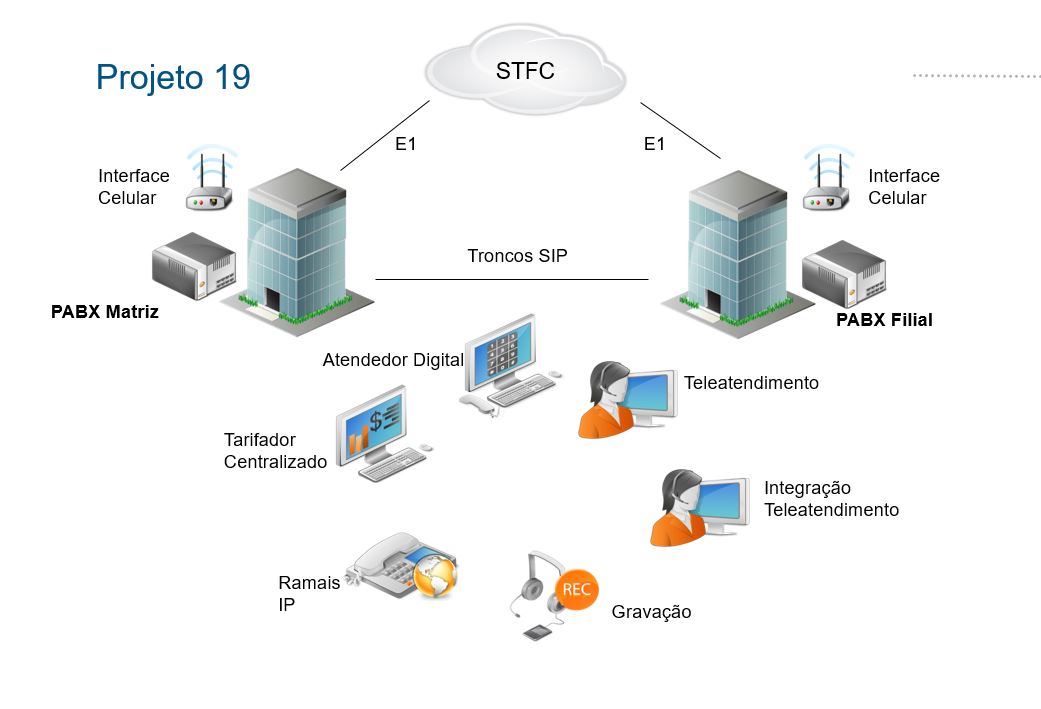 STFC
Projeto 19
E1
E1
Interface
Celular
Interface
Celular
Troncos SIP
PABX Matriz
PABX Filial
Atendedor Digital
Teleatendimento
Tarifador
Centralizado
Integração
Teleatendimento
Ramais
IP
REC
Gravação